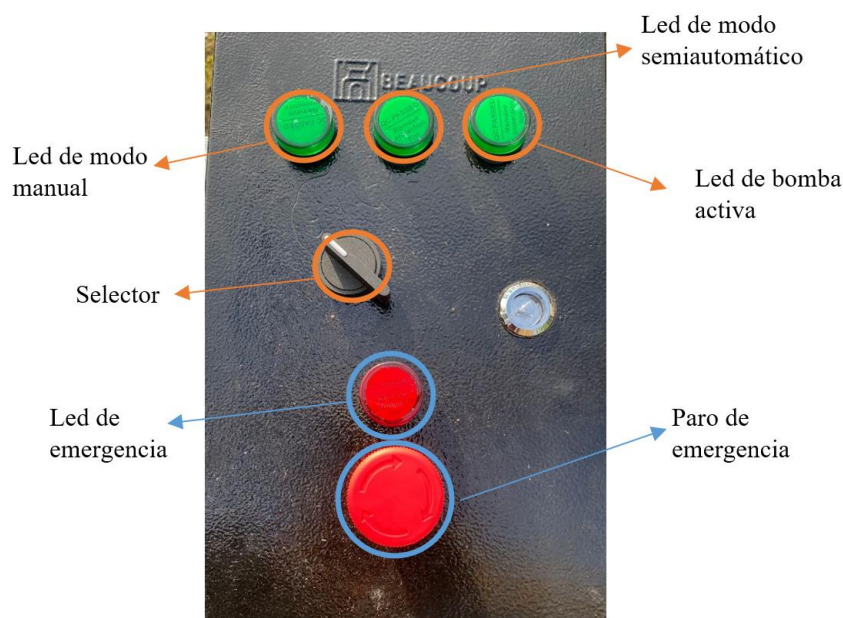 Led de modo
semiautomático
BEAUCOUP
Led de modo
manual
Led de bomba
activa
Selector
Led de
emergencia
Paro de
emergencia